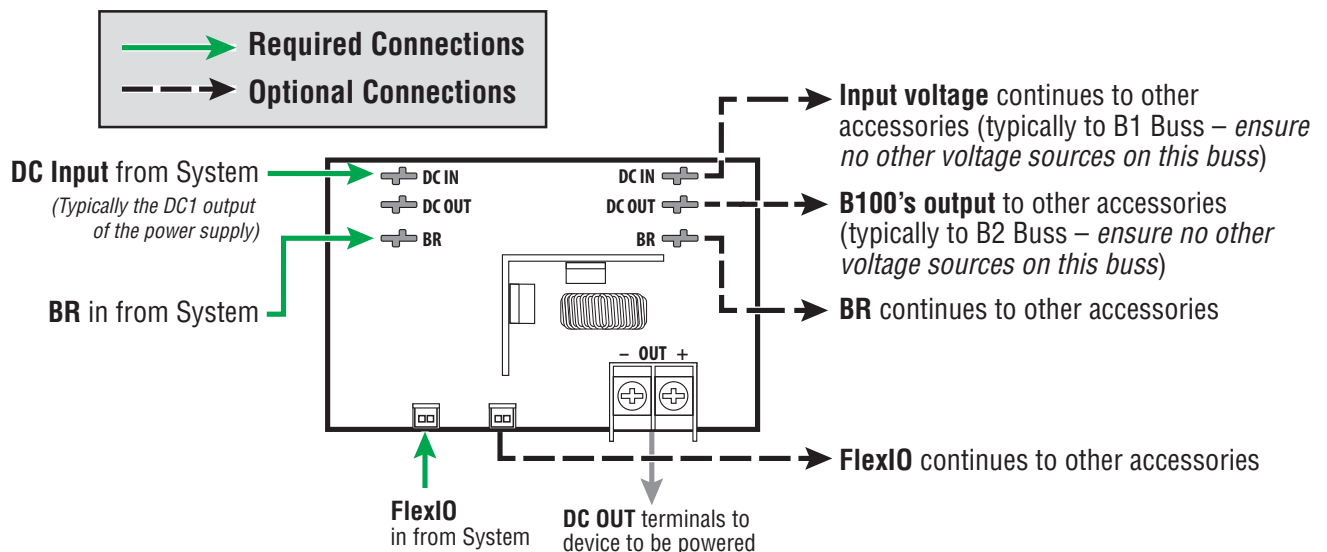 Required Connections
Optional Connections
DC Input from System
(Typically the DC1 output
of the power supply)
BR in from System
DC IN
DC OUT
BR
DC IN
DC OUT
BR
– OUT +
Input voltage continues to other
accessories (typically to B1 Buss – ensure
no other voltage sources on this buss)
B100's output to other accessories
(typically to B2 Buss – ensure no other
voltage sources on this buss)
BR continues to other accessories
FlexIO continues to other accessories
FlexIO
in from System
DC OUT terminals to
device to be powered